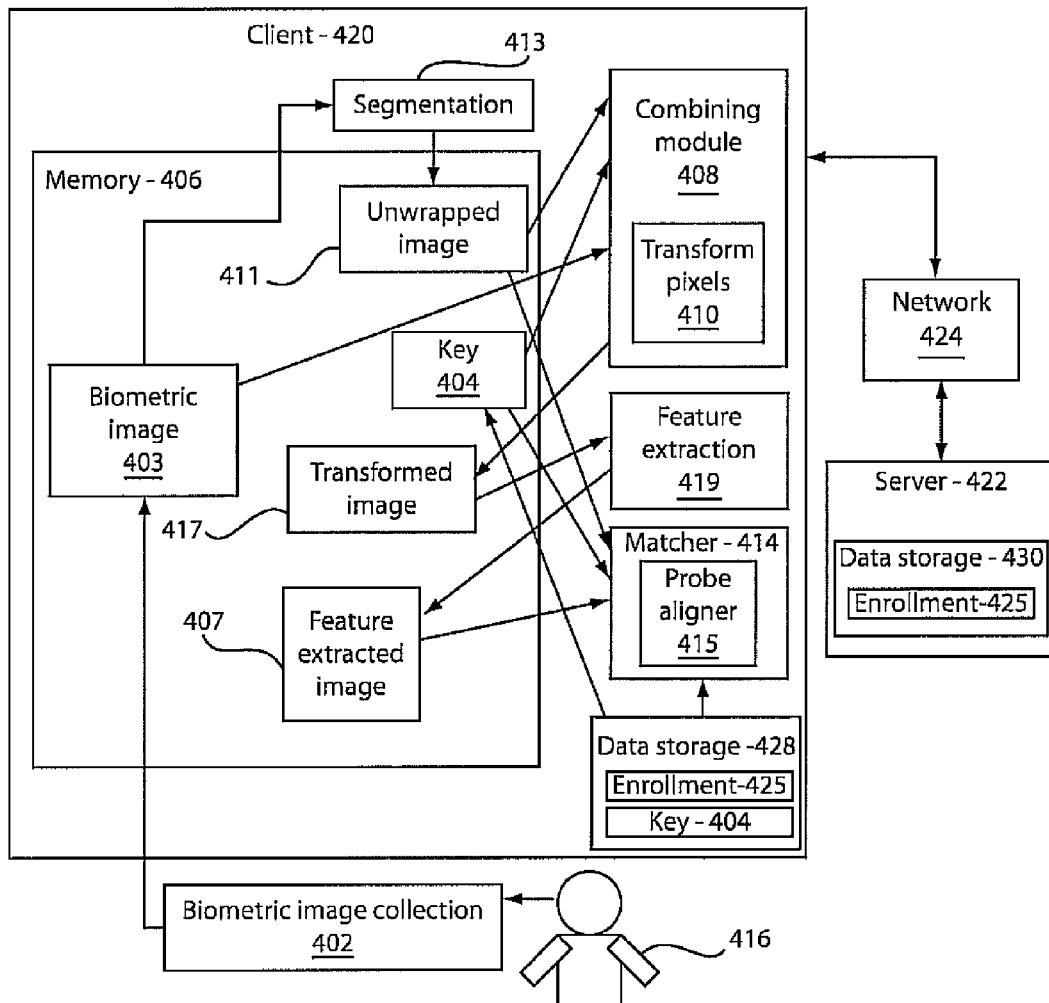 Client - 420
413
Segmentation
Combining
module
408
Transform
pixels
410
Memory - 406
Unwrapped
image
411
Key
404
Biometric
image
403
Transformed
image
417
Feature
extraction
419
Matcher - 414
Probe
aligner
415
407
Feature
extracted
image
Data storage -428
Enrollment-425
Key - 404
Network
424
Server - 422
Data storage - 430
Enrollment-425
Biometric image collection
402
416